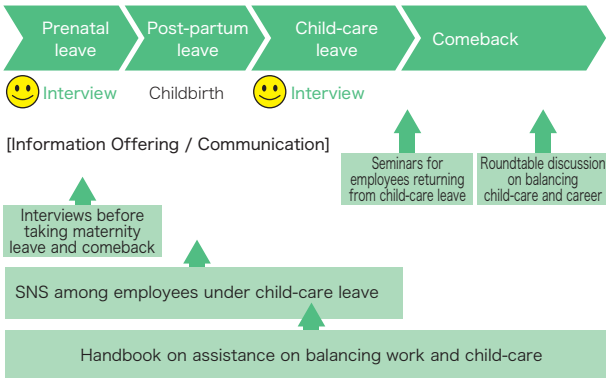 Prenatal
leave
Post-partum
leave
Child-care
leave
Comeback
Interview
Childbirth
Interview
[Information Offering / Communication]
Seminars for
employees returning
from child-care leave
Roundtable discussion
on balancing
child-care and career
Interviews before
taking maternity
leave and comeback
SNS among employees under child-care leave
Handbook on assistance on balancing work and child-care